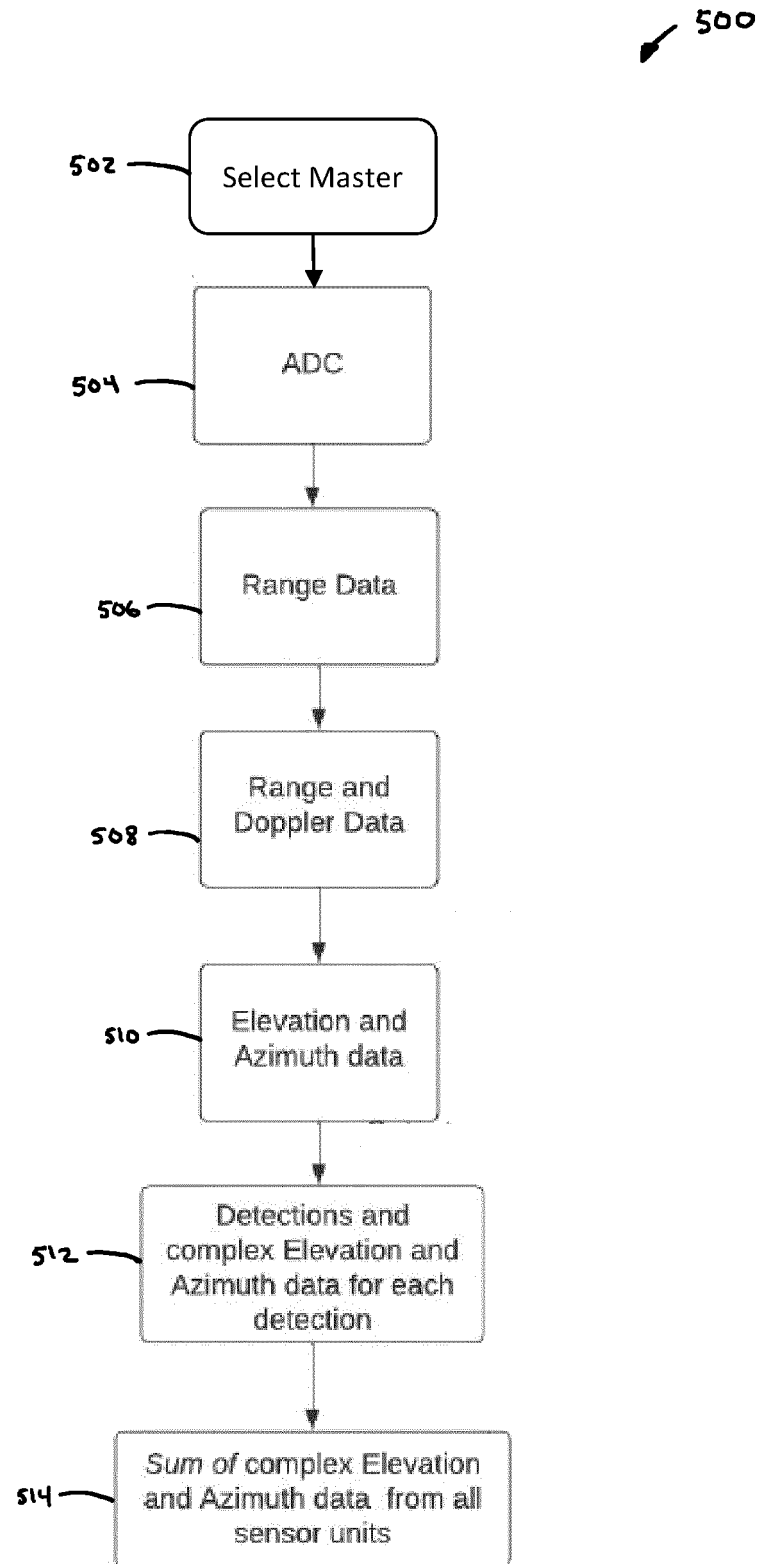 500
502
Select Master
504
ADC
506
Range Data
508
Range and
Doppler Data
510
Elevation and
Azimuth data
512
Detections and
complex Elevation and
Azimuth data for each
detection
514
Sum of complex Elevation
and Azimuth data from all
sensor units